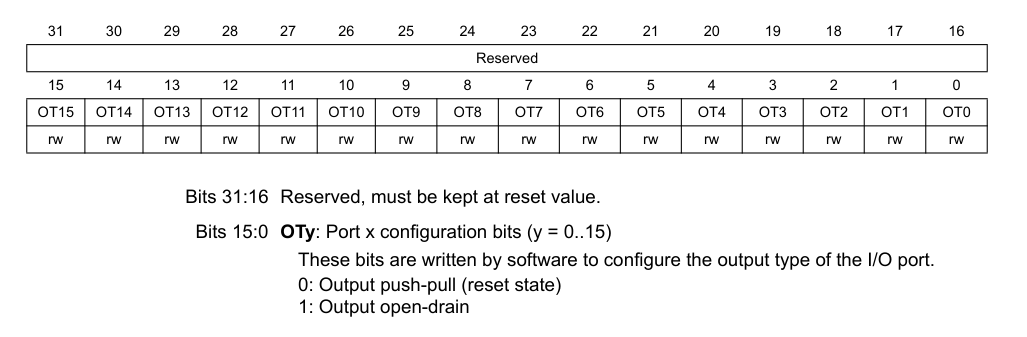 31 30 29 28 27 26 25 24 23 22 21 20 19 18 17 16
Reserved
15 14 13 12 11 10 9 8 7 6 5 4 3 2 1 0
OT15 OT14 OT13 OT12 OT11 OT10 OT9 OT8 OT7 OT6 OT5 OT4 OT3 OT2 OT1 OT0
rw rw rw rw rw rw rw rw rw rw rw rw rw rw rw rw
Bits 31:16 Reserved, must be kept at reset value.
Bits 15:0 OTy: Port x configuration bits (y = 0..15)
These bits are written by software to configure the output type of the I/O port.
0: Output push-pull (reset state)
1: Output open-drain